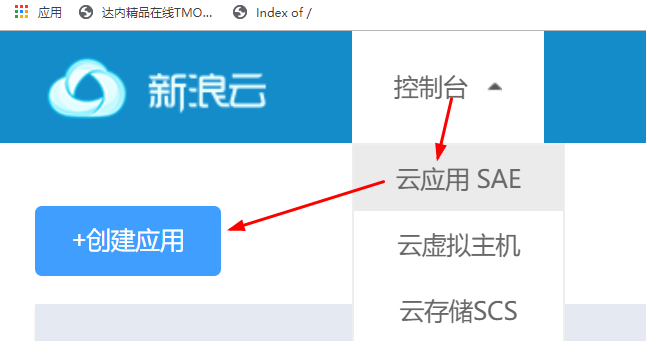 应用 达内精品在线TMO... Index of /
新浪云 控制台
云应用 SAE
+创建应用
云虚拟主机
云存储SCS